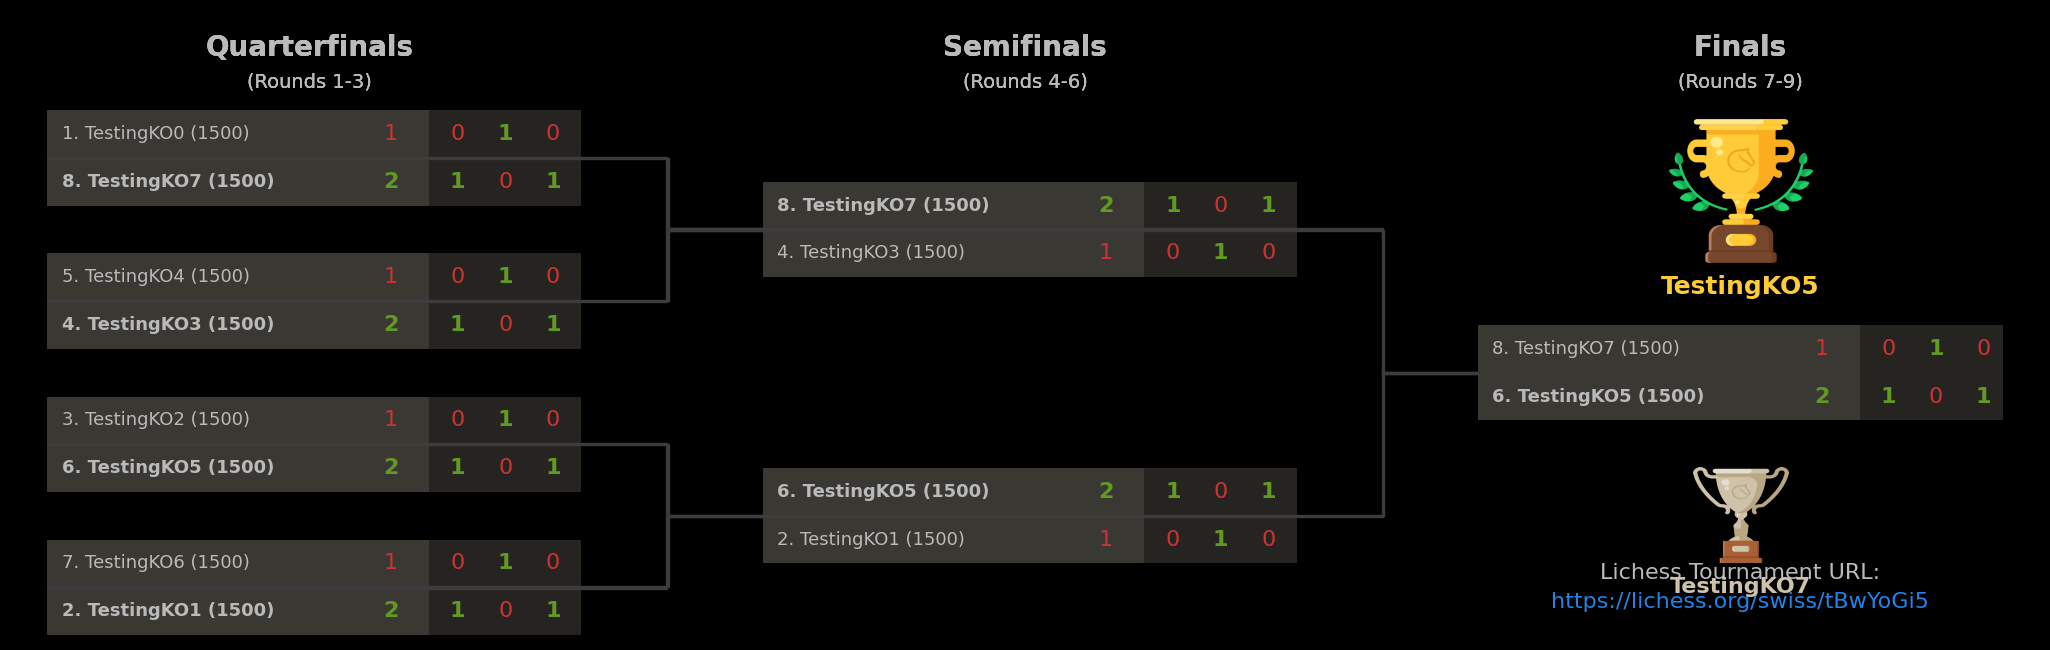 Quarterfinals
(Rounds 1-3)
1. TestingKO0 (1500) 1 0 1 0
8. TestingKO7 (1500) 2 1 0 1
5. TestingKO4 (1500) 1 0 1 0
4. TestingKO3 (1500) 2 1 0 1
3. TestingKO2 (1500) 1 0 1 0
6. TestingKO5 (1500) 2 1 0 1
7. TestingKO6 (1500) 1 0 1 0
2. TestingKO1 (1500) 2 1 0 1
Semifinals
(Rounds 4-6)
8. TestingKO7 (1500) 2 1 0 1
4. TestingKO3 (1500) 1 0 1 0
6. TestingKO5 (1500) 2 1 0 1
2. TestingKO1 (1500) 1 0 1 0
Finals
(Rounds 7-9)
TestingKO5
8. TestingKO7 (1500) 1 0 1 0
6. TestingKO5 (1500) 2 1 0 1
Lichess Tournament URL:
TestingKO7
https://lichess.org/swiss/tBwYoGi5